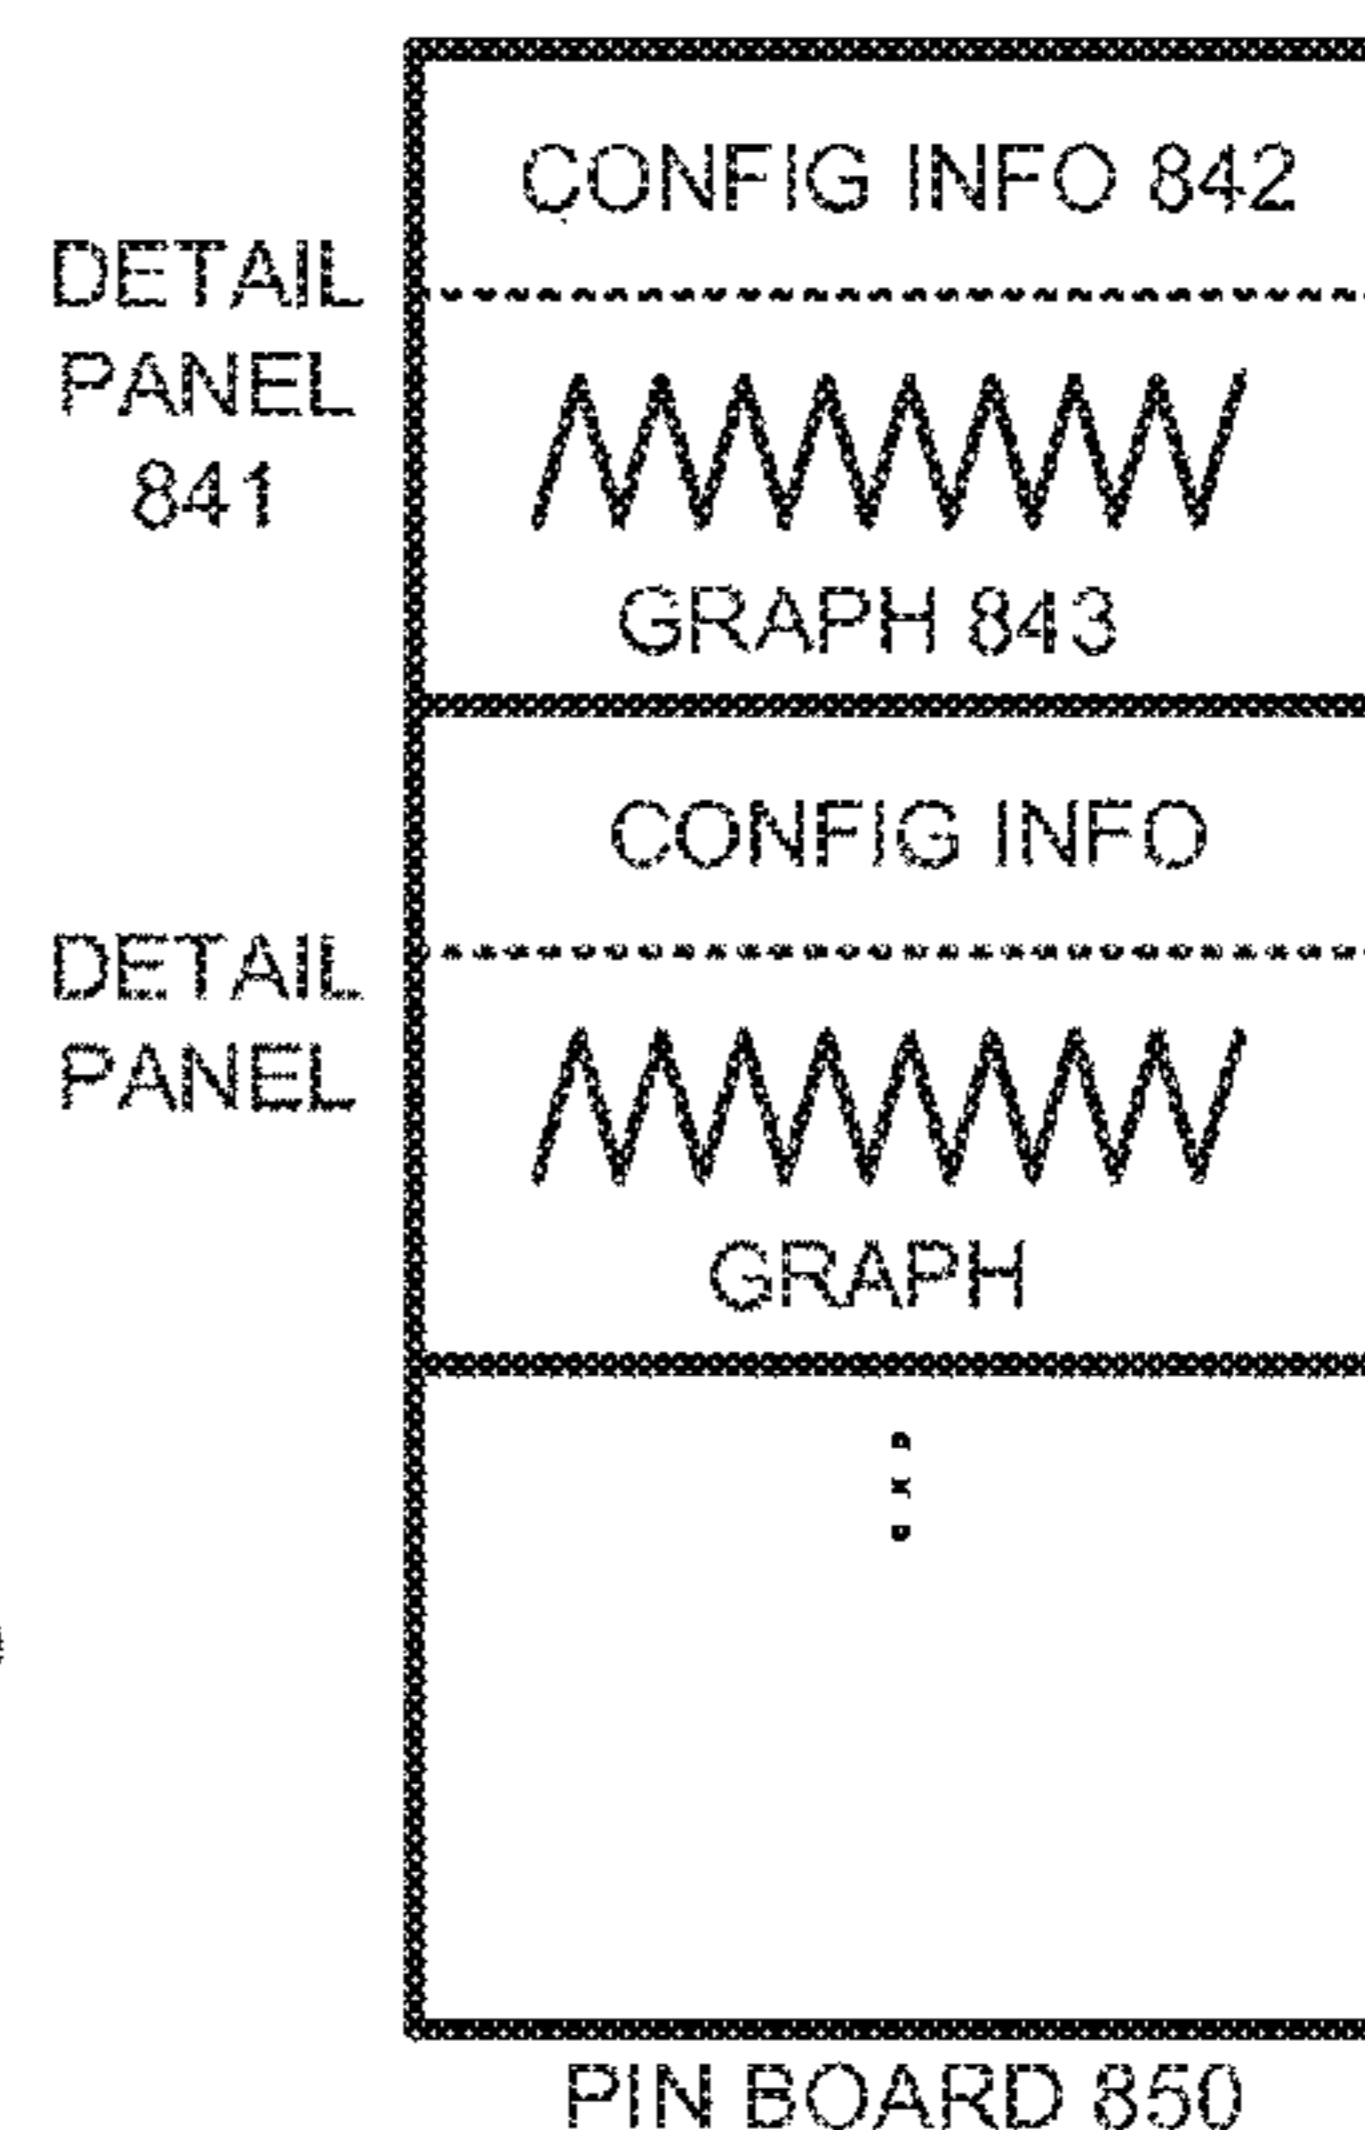 CONFIG INFO 842
DETAIL
PANEL
841
GRAPH 843
CONFIG INFO
DETAIL
PANEL
GRAPH
PIN BOARD 850